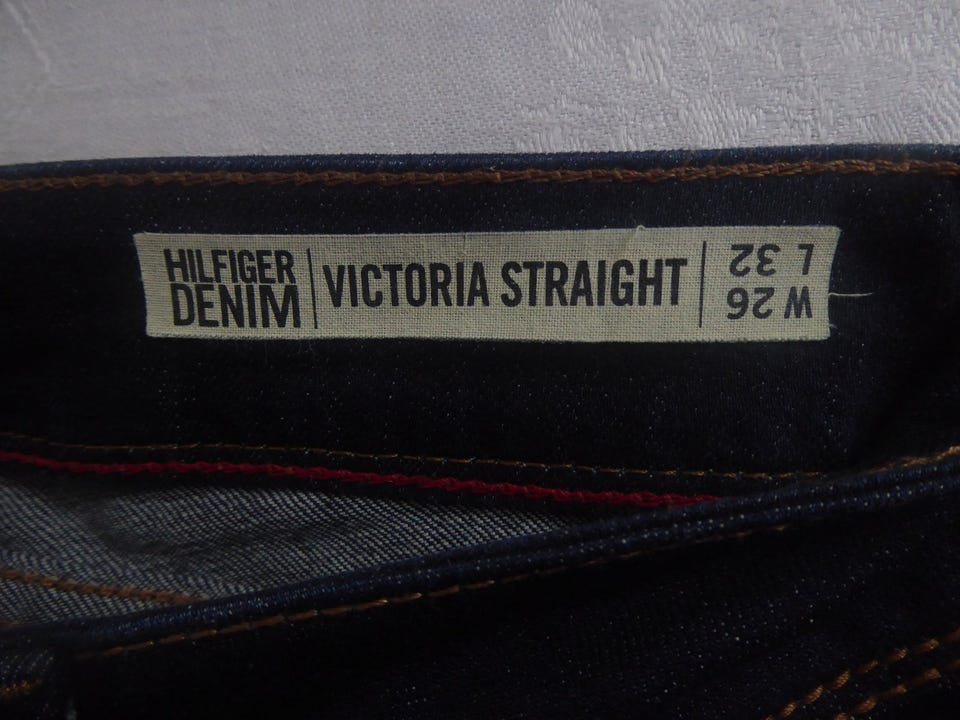 HILFIGER
DENIM
VICTORIA STRAIGHT
W 26
L 32